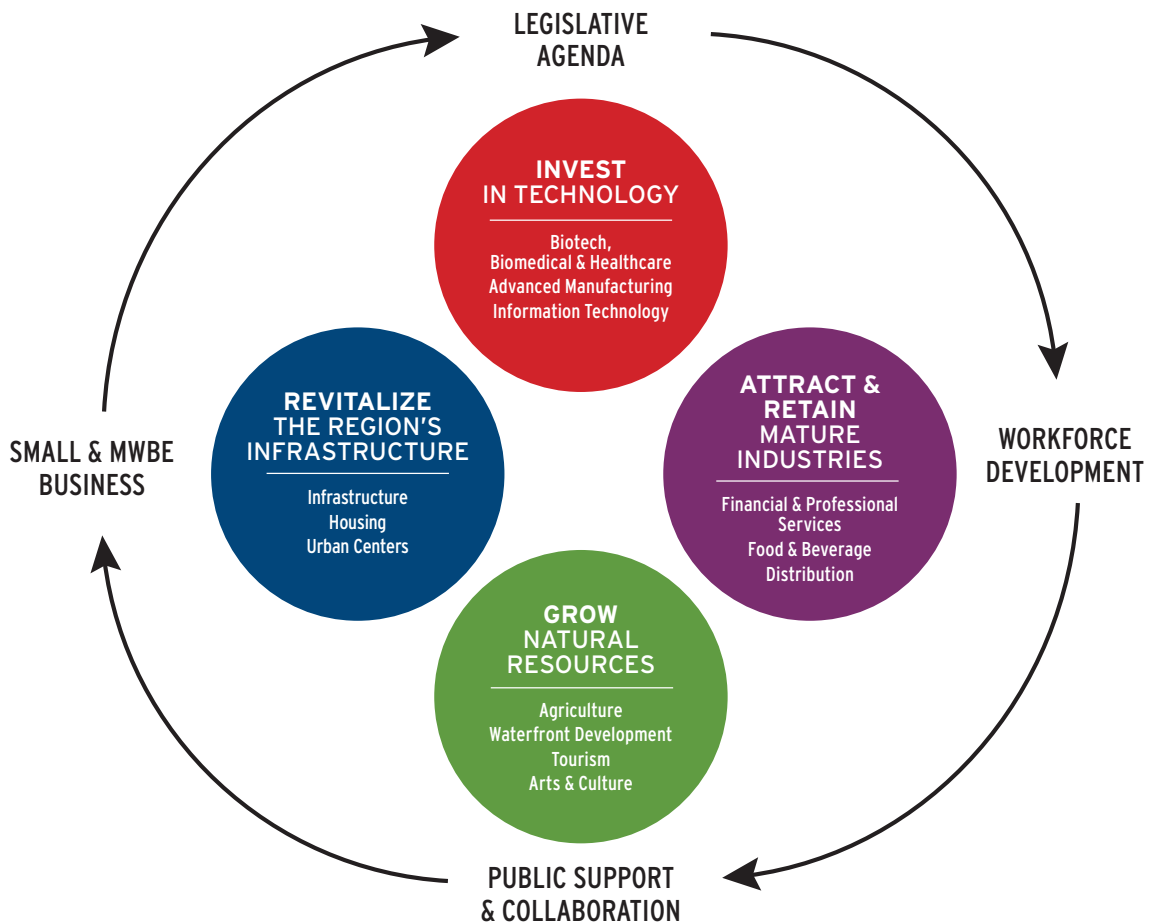 LEGISLATIVE
AGENDA
INVEST
IN TECHNOLOGY
Biotech,
Biomedical & Healthcare
Advanced Manufacturing
Information Technology
REVITALIZE
THE REGION'S
INFRASTRUCTURE
Infrastructure
Housing
Urban Centers
ATTRACT &
RETAIN
MATURE
INDUSTRIES
Financial & Professional
Services
Food & Beverage
Distribution
SMALL & MWBE
BUSINESS
WORKFORCE
DEVELOPMENT
GROW
NATURAL
RESOURCES
Agriculture
Waterfront Development
Tourism
Arts & Culture
PUBLIC SUPPORT
& COLLABORATION